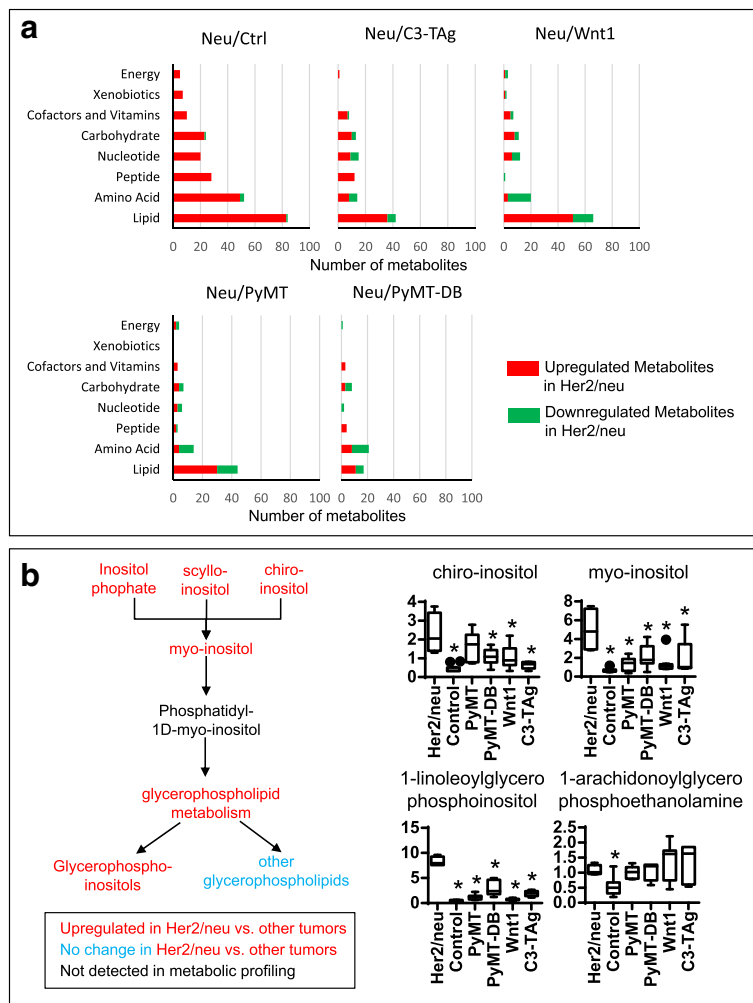 a
Neu/Ctrl
Neu/C3-TAg
Neu/Wnt1
Energy
Xenobiotics
Cofactors and Vitamins
Carbohydrate
Nucleotide
Peptide
Amino Acid
Lipid
0 20 40 60 80 100
0 20 40 60 80 100
0 20 40 60 80 100
Number of metabolites
Neu/PyMT
Neu/PyMT-DB
Energy
Xenobiotics
Cofactors and Vitamins
Carbohydrate
Nucleotide
Peptide
Amino Acid
Lipid
0 20 40 60 80 100
0 20 40 60 80 100
Number of metabolites
Upregulated Metabolites
in Her2/neu
Downregulated Metabolites
in Her2/neu
b
Inositol
phophate
scyllo-
inositol
chiro-
inositol
myo-inositol
Phosphatidyl-
1D-myo-inositol
glycerophospholipid
metabolism
Glycerophospho-
inositols
other
glycerophospholipids
Upregulated in Her2/neu vs. other tumors
No change in Her2/neu vs. other tumors
Not detected in metabolic profiling
chiro-inositol
4
3
2
1
0
* * * *
Her2/neu
Control
PyMT
PyMT-DB
Wnt1
C3-TAg
myo-inositol
8
6
4
2
0
* * * * *
Her2/neu
Control
PyMT
PyMT-DB
Wnt1
C3-TAg
1-linoleoylglycero
phosphoinositol
15
10
5
0
* * * * *
Her2/neu
Control
PyMT
PyMT-DB
Wnt1
C3-TAg
1-arachidonoylglycero
phosphoethanolamine
2.5
2.0
1.5
1.0
0.5
0.0
*
Her2/neu
Control
PyMT
PyMT-DB
Wnt1
C3-TAg